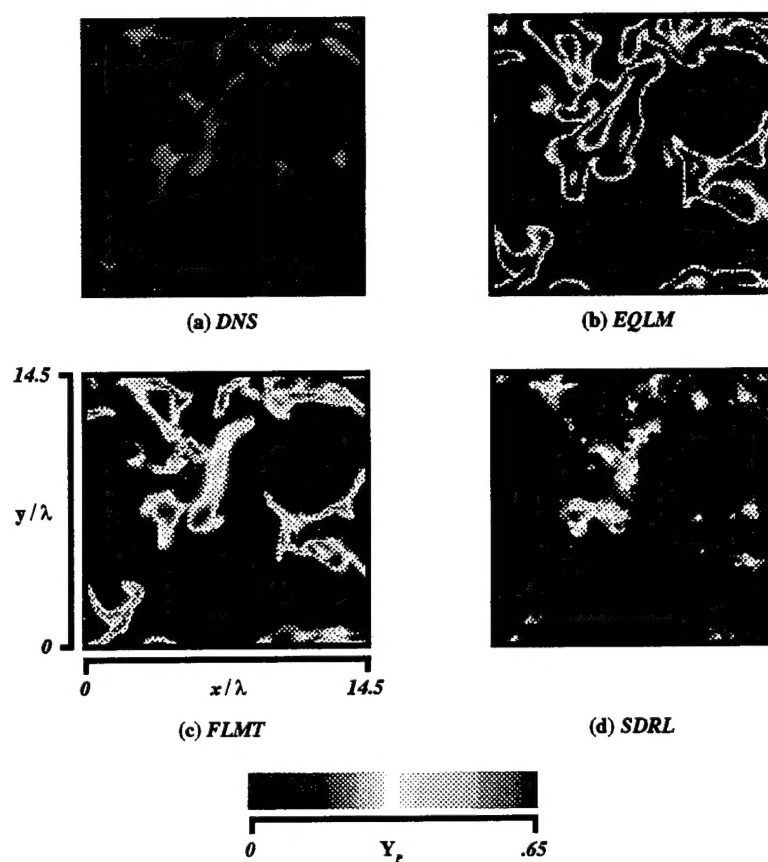 (a) DNS
(b) EQLM
14.5
y/λ
0
0
x/λ
14.5
(c) FLMT
(d) SDRL
0
Y_P
.65